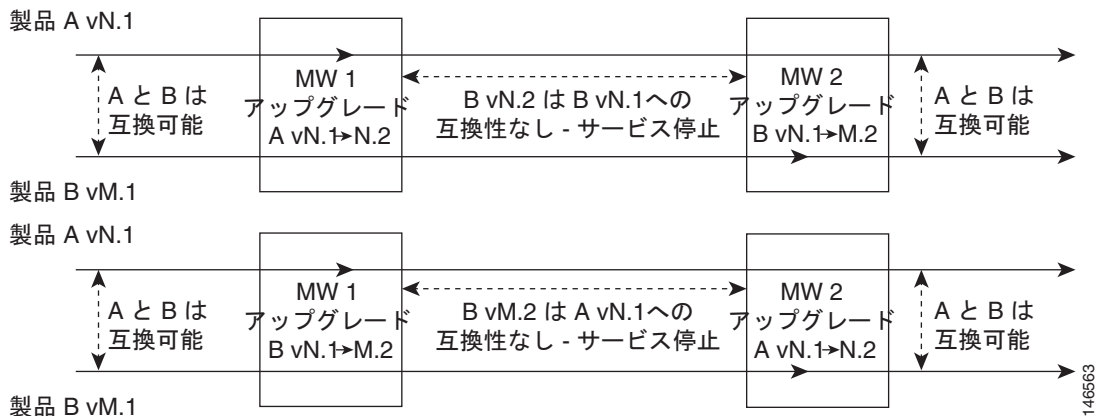 製品 A vN.1
A と B は
互換可能
MW 1
アップグレード
A vN.1→N.2
B vN.2 は B vN.1への
互換性なし - サービス停止
MW 2
アップグレード
B vN.1→M.2
A と B は
互換可能
製品 B vM.1
製品 A vN.1
A と B は
互換可能
MW 1
アップグレード
B vN.1→M.2
B vM.2 は A vN.1への
互換性なし - サービス停止
MW 2
アップグレード
A vN.1→N.2
A と B は
互換可能
製品 B vM.1
146563